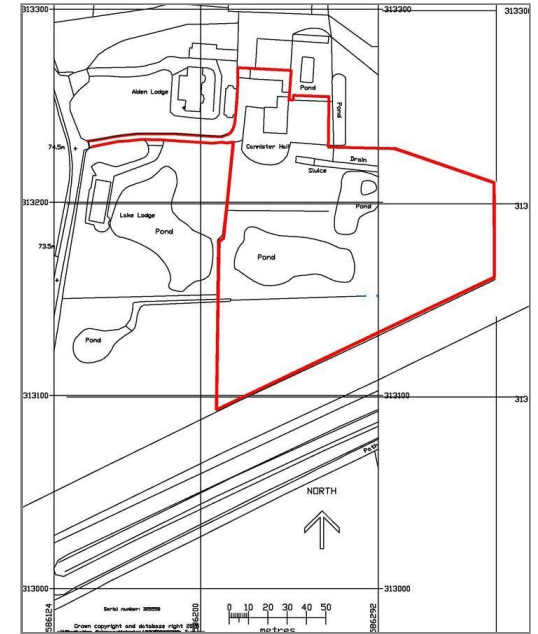 313300
313300
31330
Pond
Alden Lodge
Pond
74.5m
Cannister Hall
Drain
Sluice
313200
313200
313
Lake Lodge
Pond
Pond
73.5m
Pond
Pond
313100
313100
313
Path
NORTH
313000
313000
586124
586200
586292
0 10 20 30 40 50
metres
Serial number:
Crown copyright and database right